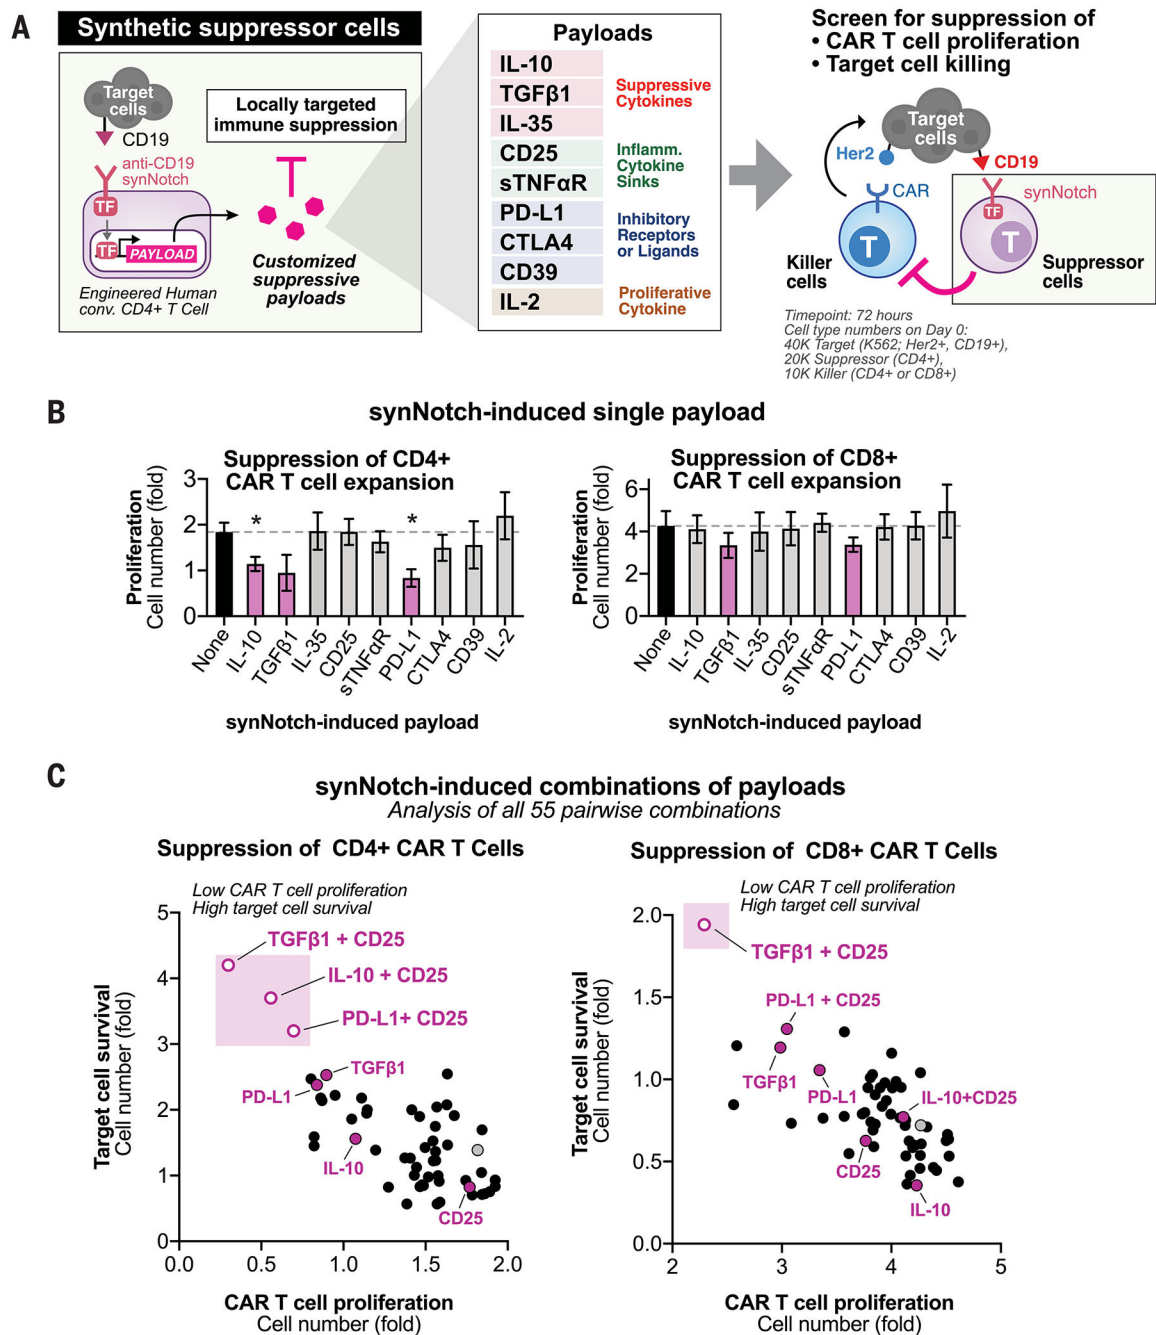 A
Synthetic suppressor cells
Target
cells
CD19
anti-CD19
synNotch
TF
TF
PAYLOAD
Engineered Human
conv. CD4+ T Cell
Locally targeted
immune suppression
Customized
suppressive
payloads
Payloads
IL-10
TGFβ1
IL-35
CD25
sTNFαR
PD-L1
CTLA4
CD39
IL-2
Suppressive
Cytokines
Inflamm.
Cytokine
Sinks
Inhibitory
Receptors
or Ligands
Proliferative
Cytokine
Screen for suppression of
• CAR T cell proliferation
• Target cell killing
Target
cells
Her2
CD19
CAR
synNotch
TF
T
T
Killer
cells
Suppressor
cells
Timepoint: 72 hours
Cell type numbers on Day 0:
40K Target (K562; Her2+, CD19+),
20K Suppressor (CD4+),
10K Killer (CD4+ or CD8+)
B
synNotch-induced single payload
Suppression of CD4+
CAR T cell expansion
Proliferation
Cell number (fold)
3
2
1
0
*
*
None
IL-10
TGFβ1
IL-35
CD25
sTNFαR
PD-L1
CTLA4
CD39
IL-2
synNotch-induced payload
Suppression of CD8+
CAR T cell expansion
Proliferation
Cell number (fold)
6
4
2
0
None
IL-10
TGFβ1
IL-35
CD25
sTNFαR
PD-L1
CTLA4
CD39
IL-2
synNotch-induced payload
C
synNotch-induced combinations of payloads
Analysis of all 55 pairwise combinations
Suppression of CD4+ CAR T Cells
Low CAR T cell proliferation
High target cell survival
Target cell survival
Cell number (fold)
5
4
3
2
1
0
TGFβ1 + CD25
IL-10 + CD25
PD-L1+ CD25
TGFβ1
PD-L1
IL-10
CD25
0.0
0.5
1.0
1.5
2.0
CAR T cell proliferation
Cell number (fold)
Suppression of CD8+ CAR T Cells
Low CAR T cell proliferation
High target cell survival
Target cell survival
Cell number (fold)
2.0
1.5
1.0
0.5
0.0
TGFβ1 + CD25
PD-L1 + CD25
TGFβ1
PD-L1
IL-10+CD25
CD25
IL-10
2
3
4
5
CAR T cell proliferation
Cell number (fold)